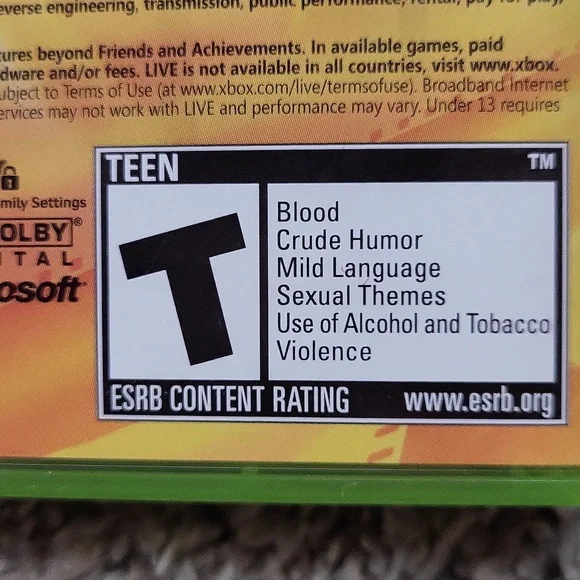 everse engineering, transmission, public performance, rental, pay for play,
ures beyond Friends and Achievements. In available games, paid
dware and/or fees. LIVE is not available in all countries, visit www.xbox.
ubject to Terms of Use (at www.xbox.com/live/termsofuse). Broadband Internet
ervices may not work with LIVE and performance may vary. Under 13 requires
mily Settings
OLBY®
ITAL
osoft
TEEN
TM
T
Blood
Crude Humor
Mild Language
Sexual Themes
Use of Alcohol and Tobacco
Violence
ESRB CONTENT RATING www.esrb.org